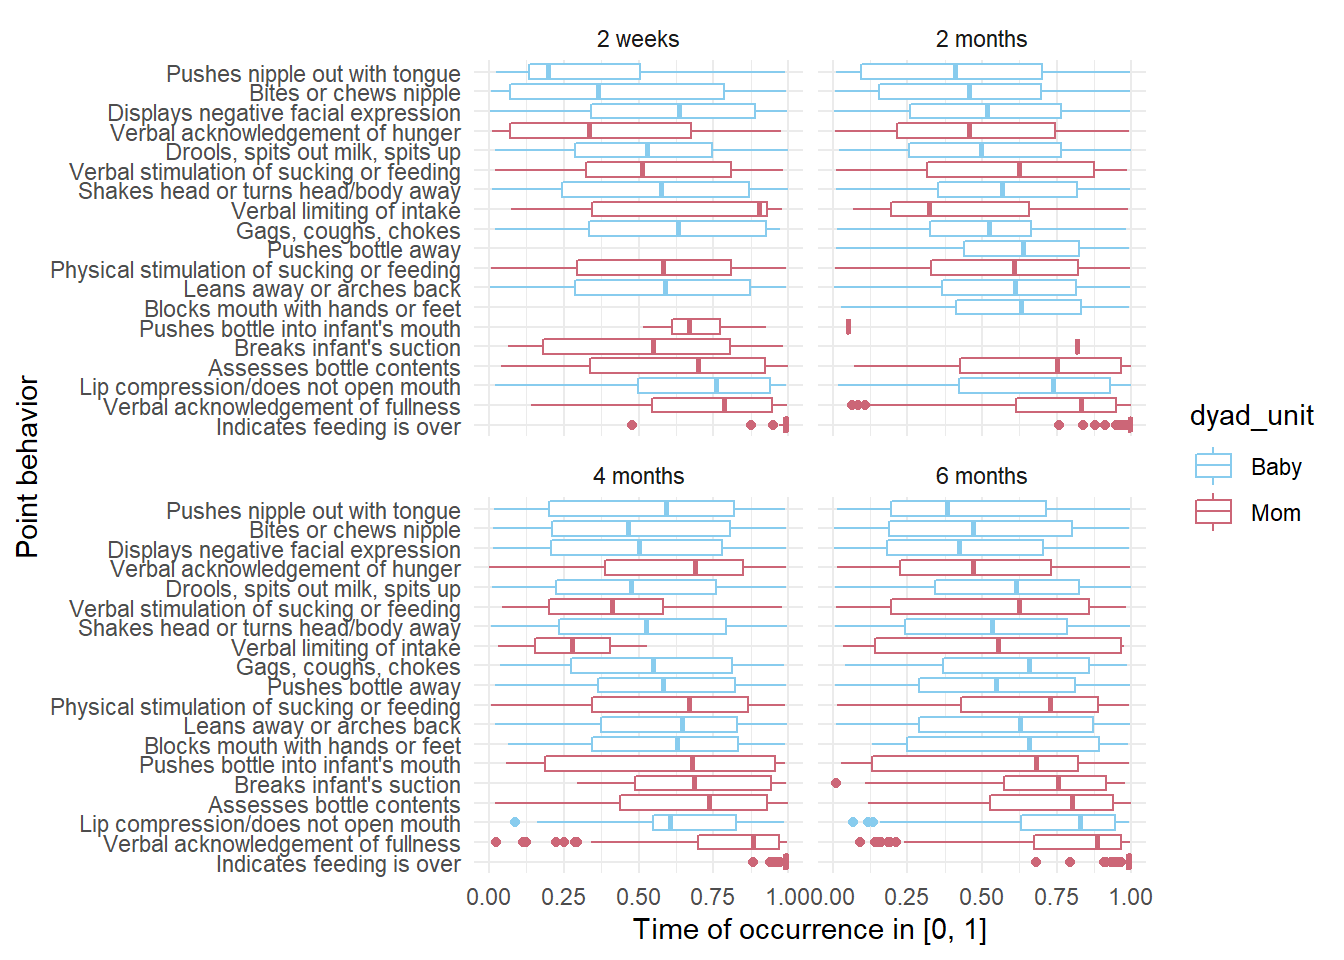 2 weeks
2 months
Pushes nipple out with tongue
Bites or chews nipple
Displays negative facial expression
Verbal acknowledgement of hunger
Drools, spits out milk, spits up
Verbal stimulation of sucking or feeding
Shakes head or turns head/body away
Verbal limiting of intake
Gags, coughs, chokes
Pushes bottle away
Physical stimulation of sucking or feeding
Leans away or arches back
Blocks mouth with hands or feet
Pushes bottle into infant's mouth
Breaks infant's suction
Assesses bottle contents
Lip compression/does not open mouth
Verbal acknowledgement of fullness
Indicates feeding is over
Point behavior
4 months
6 months
Pushes nipple out with tongue
Bites or chews nipple
Displays negative facial expression
Verbal acknowledgement of hunger
Drools, spits out milk, spits up
Verbal stimulation of sucking or feeding
Shakes head or turns head/body away
Verbal limiting of intake
Gags, coughs, chokes
Pushes bottle away
Physical stimulation of sucking or feeding
Leans away or arches back
Blocks mouth with hands or feet
Pushes bottle into infant's mouth
Breaks infant's suction
Assesses bottle contents
Lip compression/does not open mouth
Verbal acknowledgement of fullness
Indicates feeding is over
0.00 0.25 0.50 0.75 1.00 0.00 0.25 0.50 0.75 1.00
Time of occurrence in [0, 1]
dyad_unit
Baby
Mom